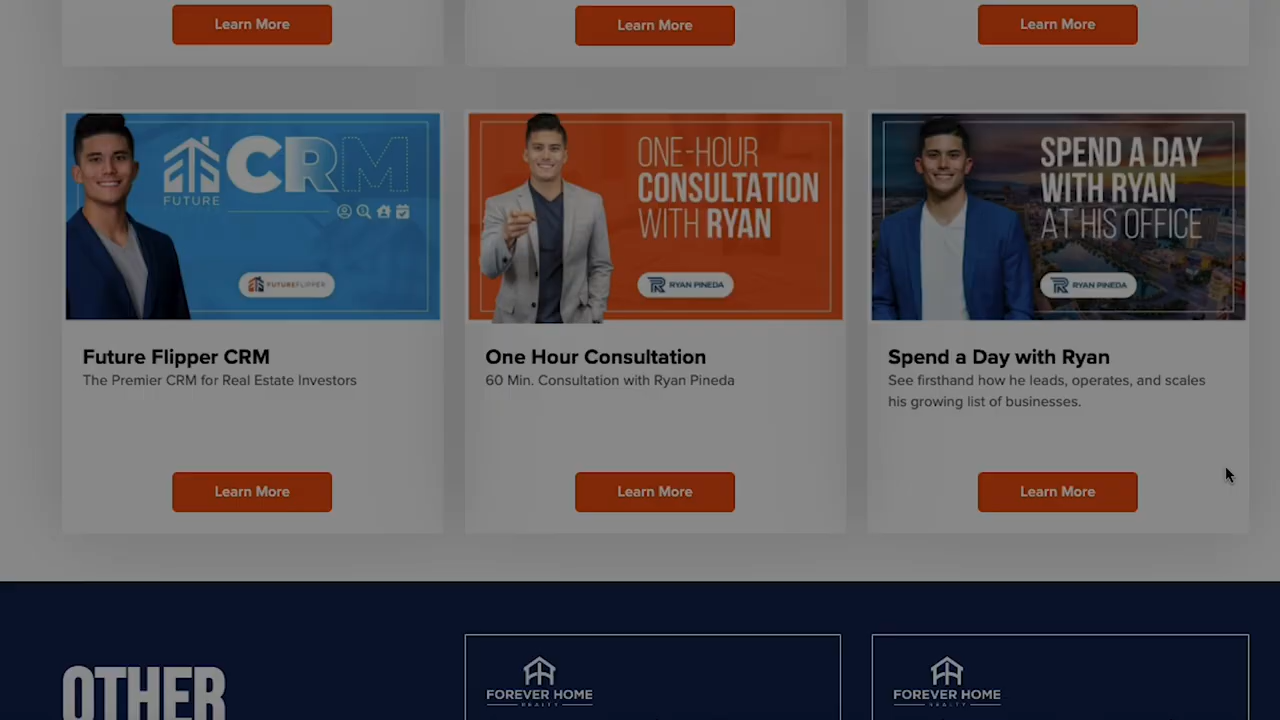 Learn More
Learn More
Learn More
CRM
FUTURE
FUTUREFLIPPER
ONE-HOUR
CONSULTATION
WITH RYAN
RYAN PINEDA
SPEND A DAY
WITH RYAN
AT HIS OFFICE
RYAN PINEDA
Future Flipper CRM
The Premier CRM for Real Estate Investors
One Hour Consultation
60 Min. Consultation with Ryan Pineda
Spend a Day with Ryan
See firsthand how he leads, operates, and scales
his growing list of businesses.
Learn More
Learn More
Learn More
OTHER
FOREVER HOME
REALTY
FOREVER HOME
REALTY